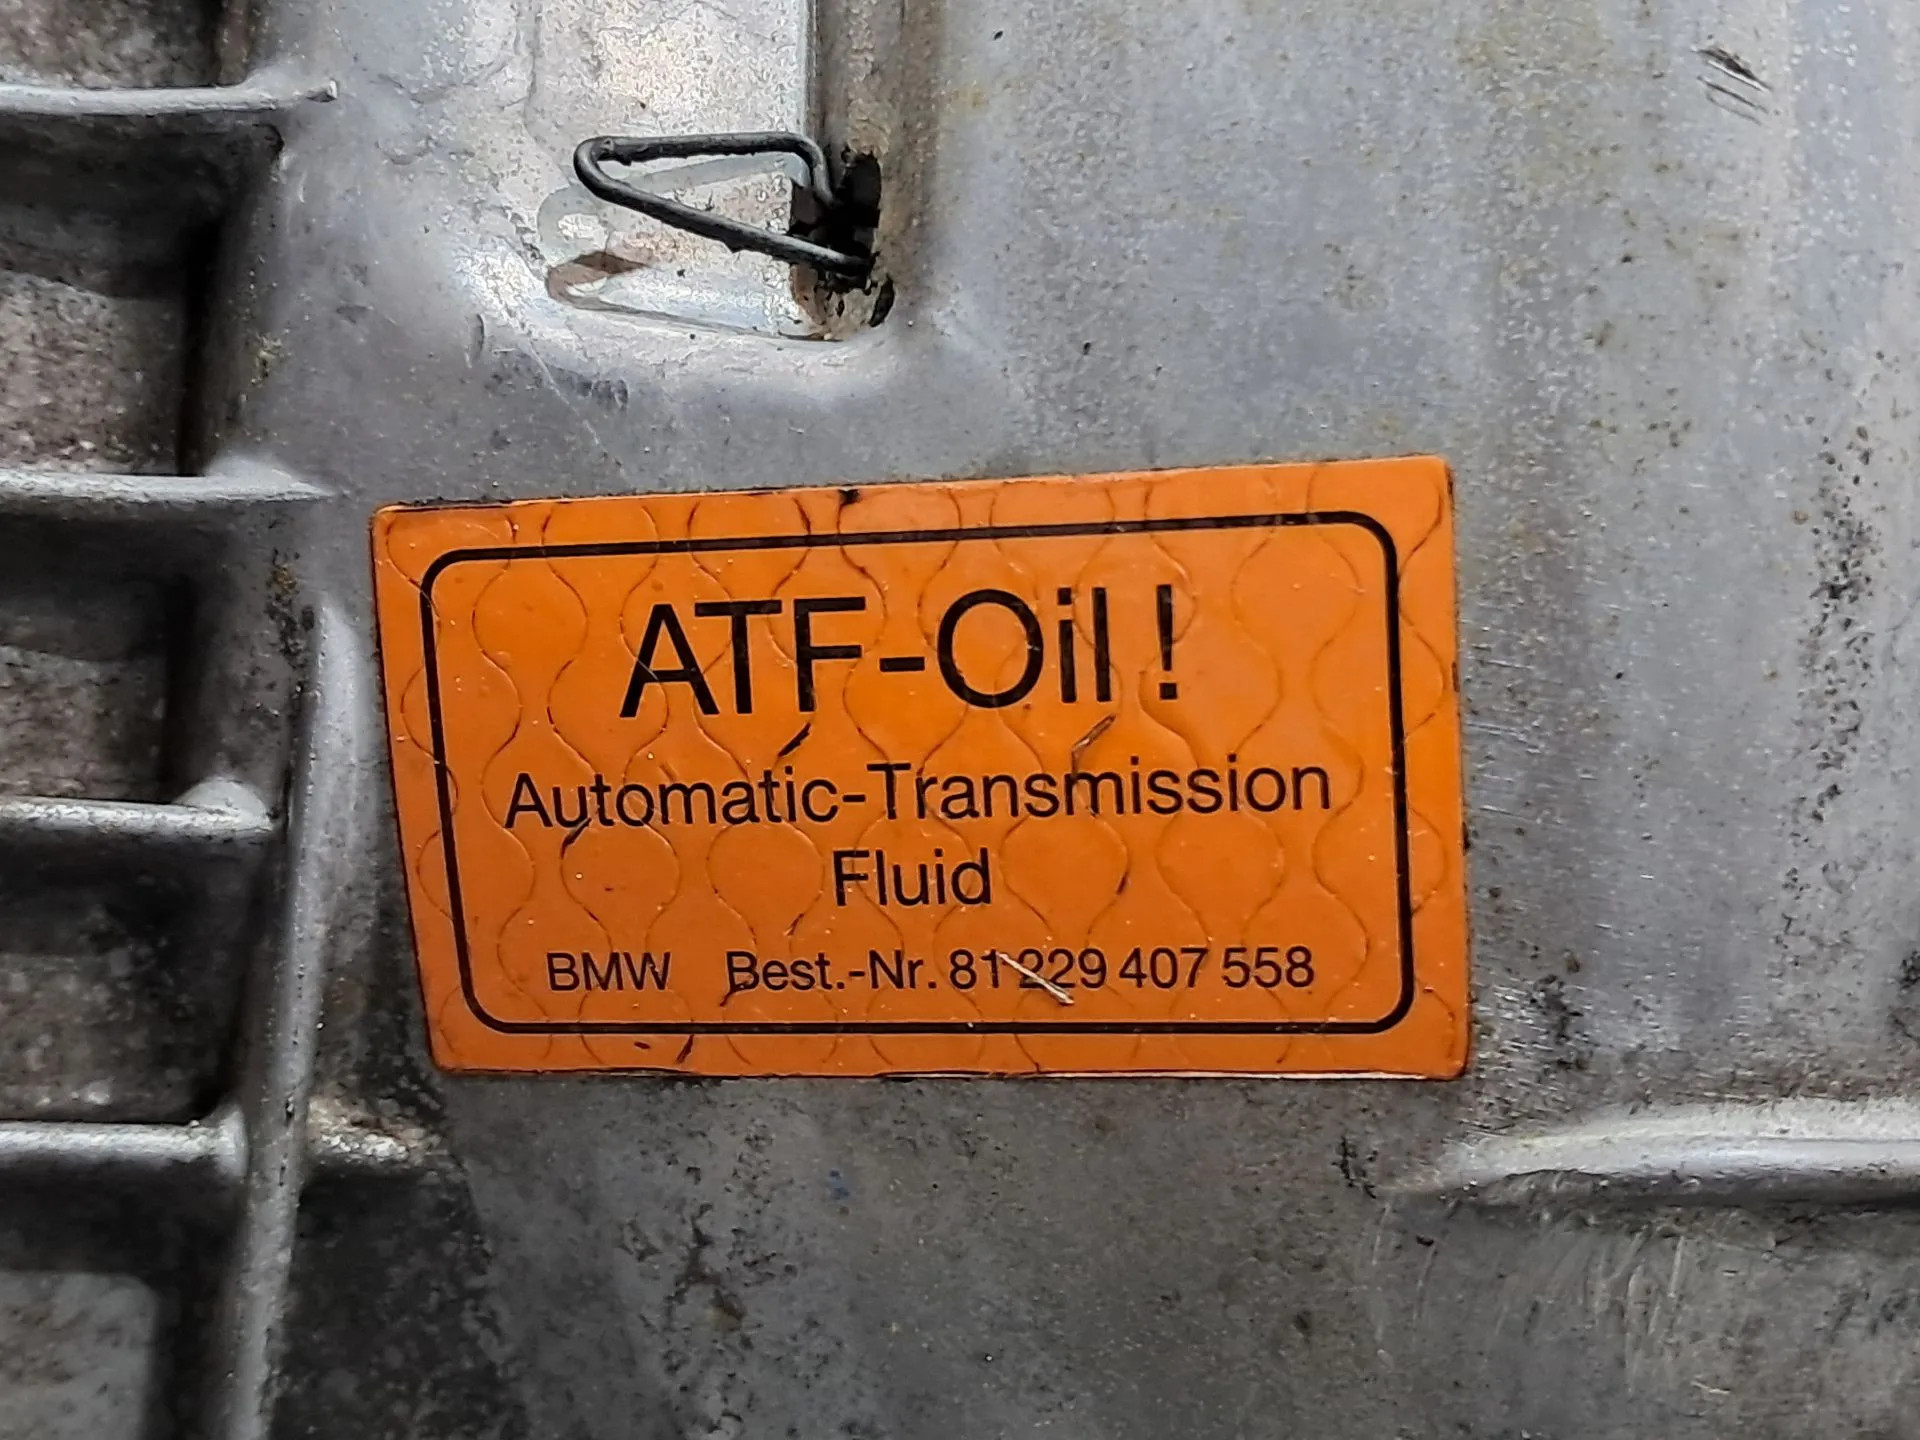 ATF-Oil!
Automatic-Transmission
Fluid
BMW Best.-Nr. 81 229 407 558